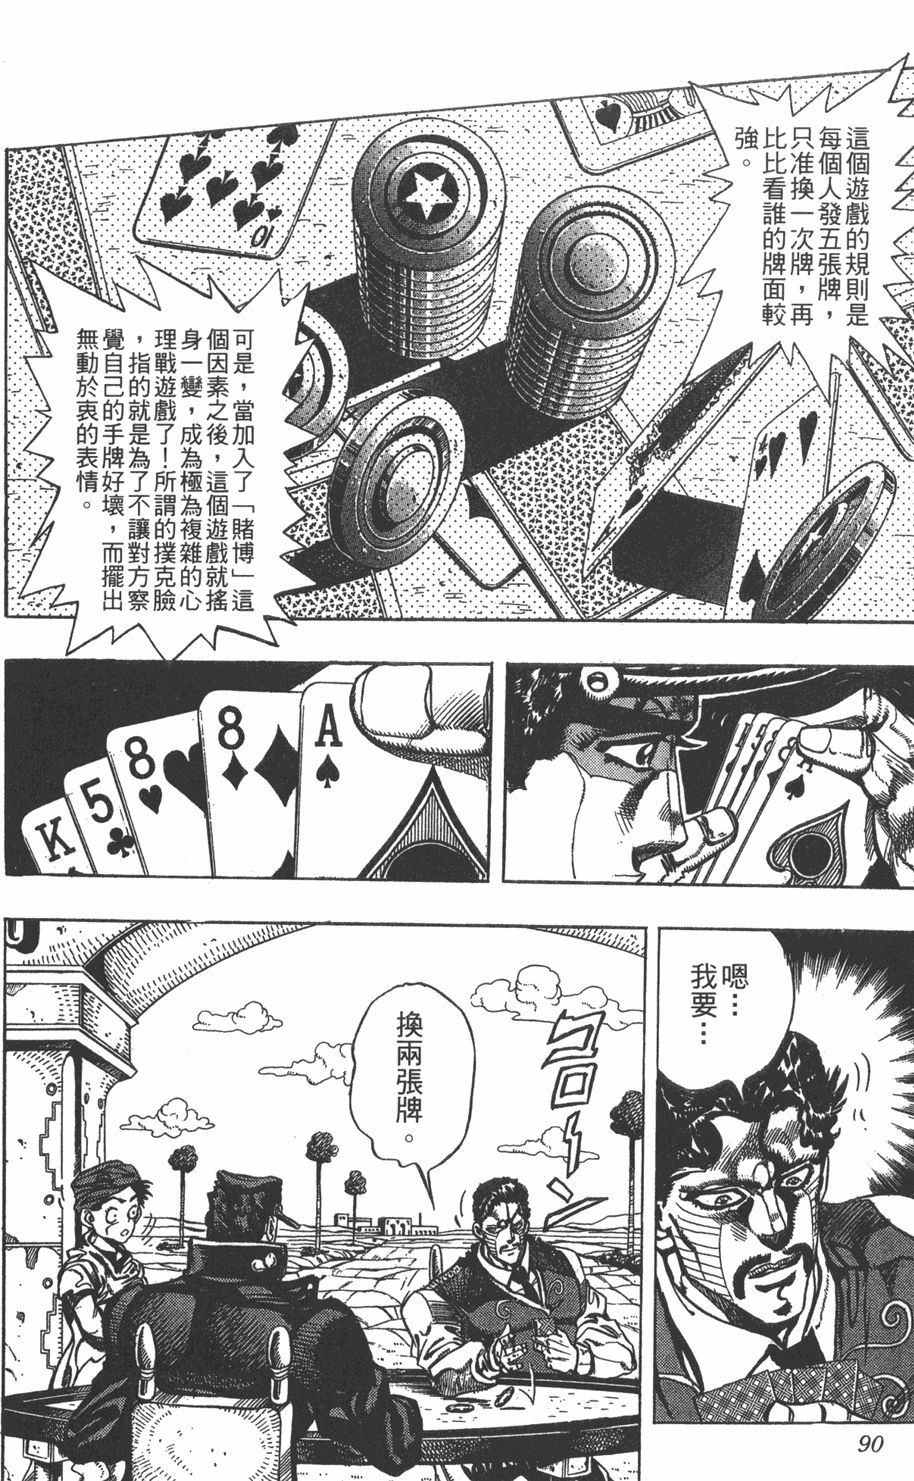 這個遊戲的規則是
每個人發五張牌，
只准換一次牌，再
比比看誰的牌面較
強。
10
可是，當加入了「賭博」這
個因素之後，這個遊戲就搖
身一變，成為極為複雜的心
理戰遊戲了！所謂的撲克臉
，指的就是為了不讓對方察
覺自己的手牌好壞，而擺出
無動於衷的表情。
A
K
5
8
8
A
嗯…
我要…
換兩張牌。
ゴローン
90